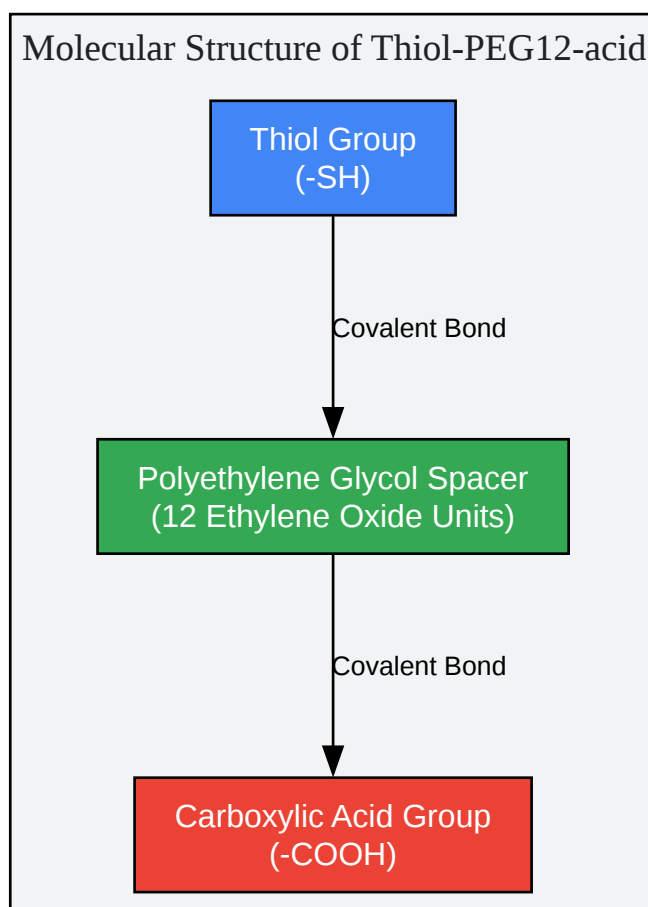 Molecular Structure of Thiol-PEG12-acid
Thiol Group
(-SH)
Covalent Bond
Polyethylene Glycol Spacer
(12 Ethylene Oxide Units)
Covalent Bond
Carboxylic Acid Group
(-COOH)